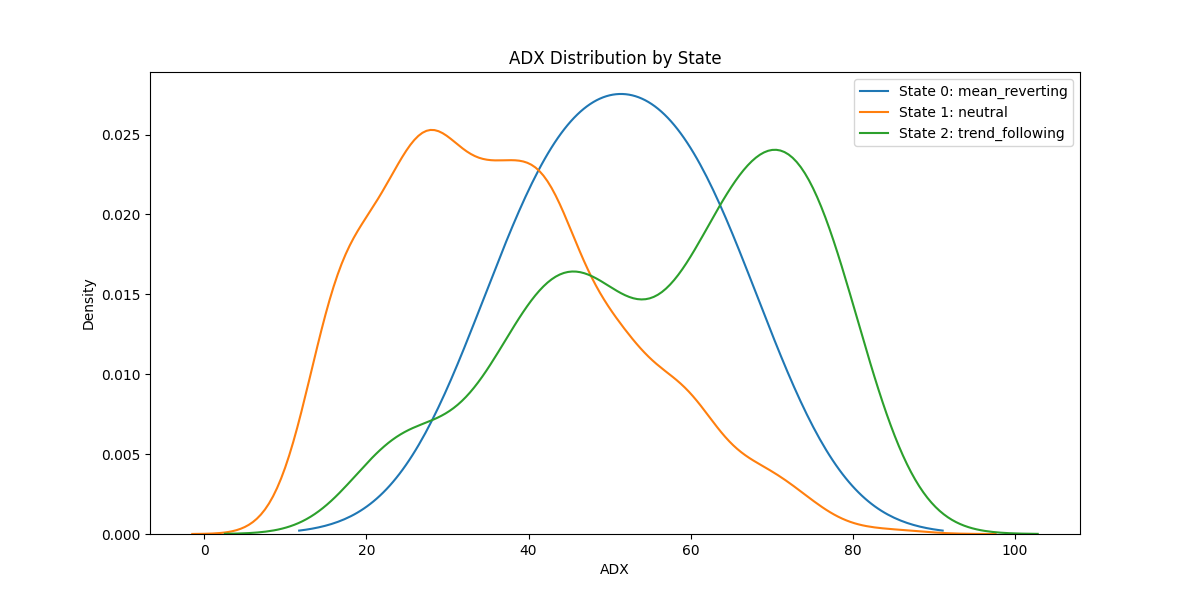 ADX Distribution by State
State 0: mean_reverting
State 1: neutral
State 2: trend_following
Density
0.025
0.020
0.015
0.010
0.005
0.000
0 20 40 60 80 100
ADX